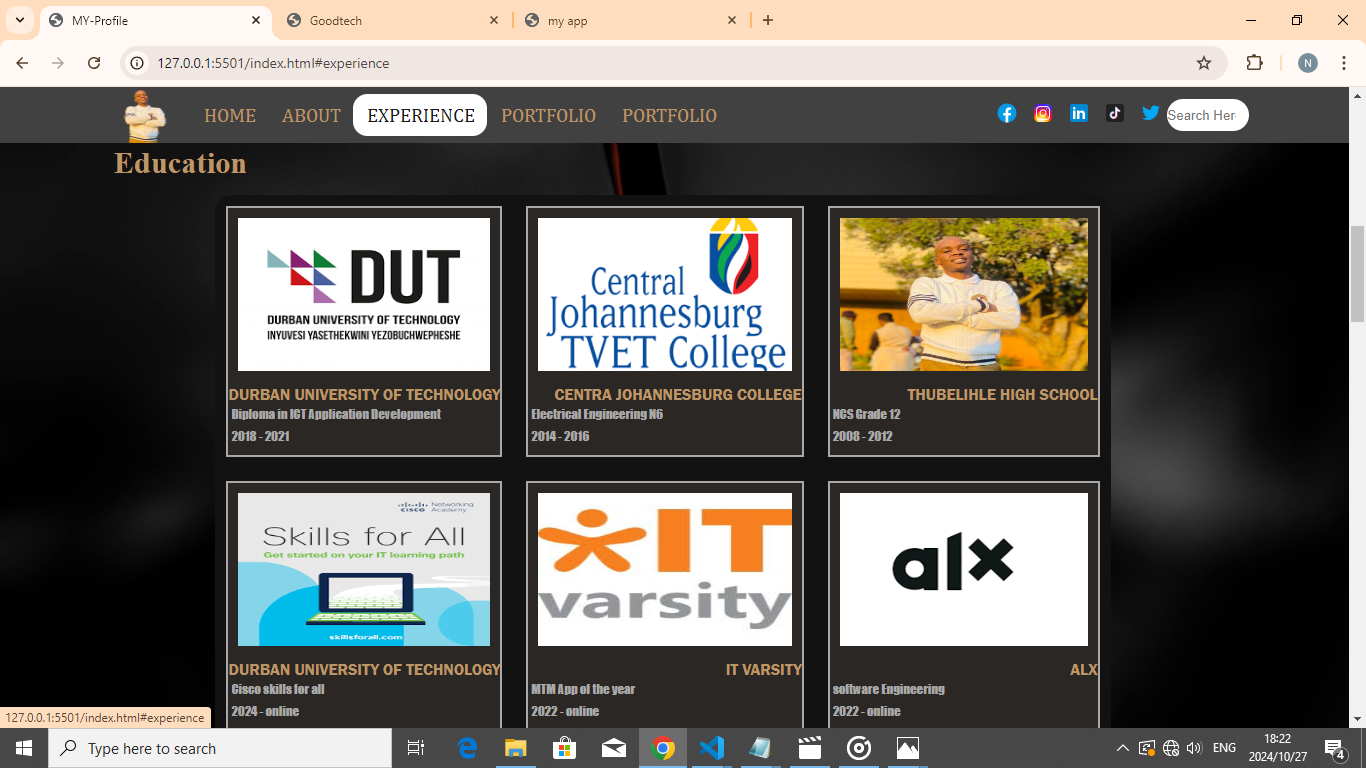 MY-Profile
Goodtech
my app
127.0.0.1:5501/index.html#experience
N
HOME
ABOUT
EXPERIENCE
PORTFOLIO
PORTFOLIO
Search Her
Education
DUT
DURBAN UNIVERSITY OF TECHNOLOGY
INYUVESI YASETHEKWINI YEZOBUCHWEPHESHE
DURBAN UNIVERSITY OF TECHNOLOGY
Diploma in ICT Application Development
2018 - 2021
Central
Johannesburg
TVET College
CENTRA JOHANNESBURG COLLEGE
Electrical Engineering N6
2014 - 2016
THUBELIHLE HIGH SCHOOL
NCS Grade 12
2008 - 2012
cisco Networking Academy
Skills for All
Get started on your IT learning path
skillsforall.com
DURBAN UNIVERSITY OF TECHNOLOGY
Cisco skills for all
2024 - online
IT
varsity
IT VARSITY
MTM App of the year
2022 - online
alx
ALX
software Engineering
2022 - online
127.0.0.1:5501/index.html#experience
Type here to search
ENG
18:22
2024/10/27
4